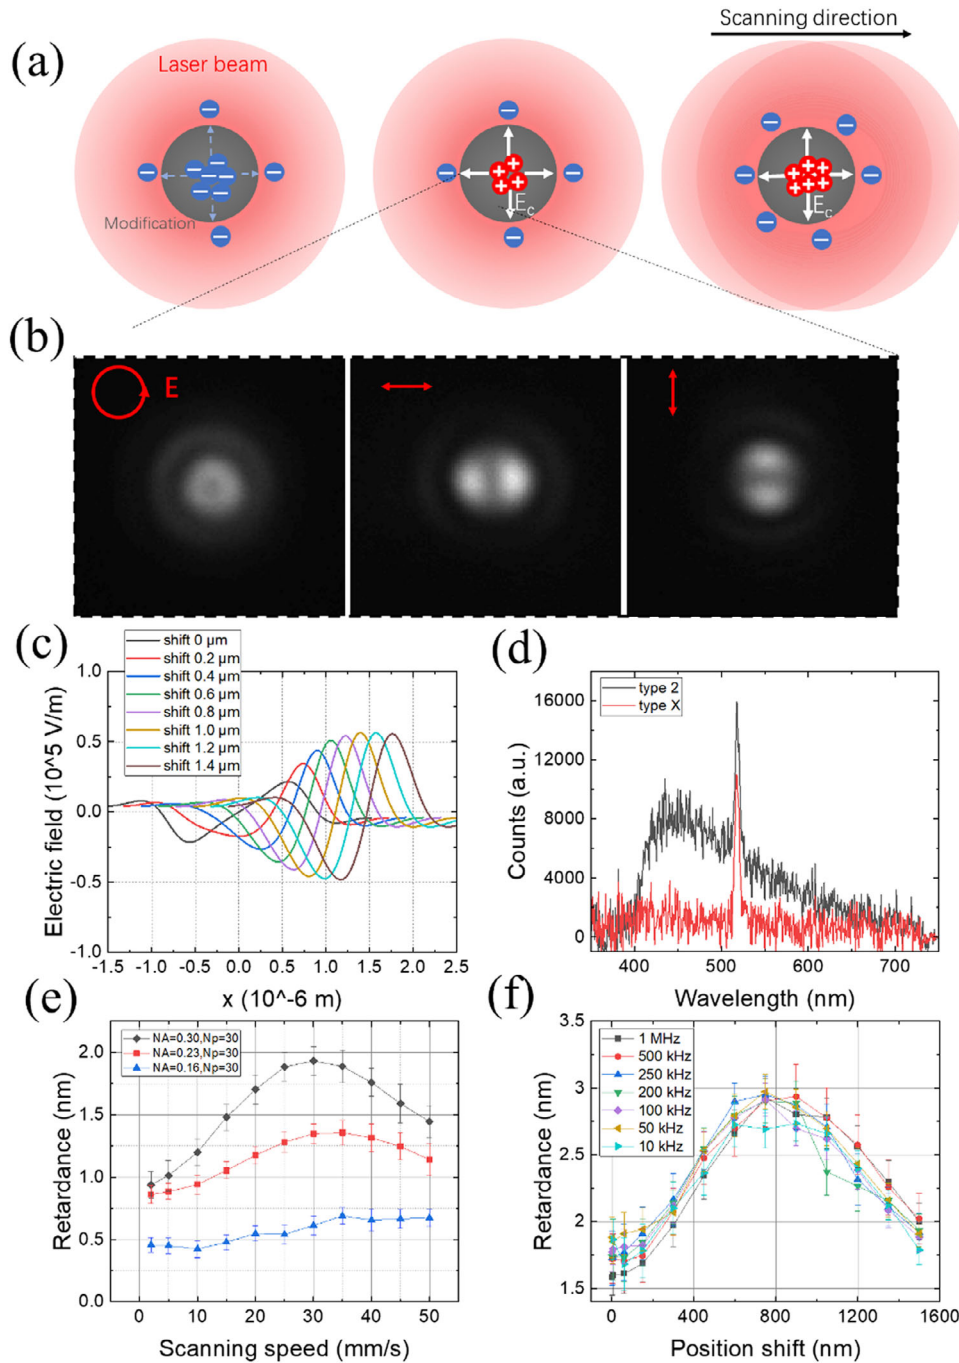 (a)
Scanning direction
Laser beam
Modification
E_c
E_c
(b)
E
(c)
shift 0 μm
shift 0.2 μm
shift 0.4 μm
shift 0.6 μm
shift 0.8 μm
shift 1.0 μm
shift 1.2 μm
shift 1.4 μm
1.0
0.5
0.0
-0.5
-1.0
Electric field (10^5 V/m)
-1.5 -1.0 -0.5 0.0 0.5 1.0 1.5 2.0 2.5
x (10^-6 m)
(d)
type 2
type X
16000
12000
8000
4000
0
Counts (a.u.)
400 500 600 700
Wavelength (nm)
(e)
NA=0.30,Np=30
NA=0.23,Np=30
NA=0.16,Np=30
2.0
1.5
1.0
0.5
0.0
Retardance (nm)
0 10 20 30 40 50
Scanning speed (mm/s)
(f)
1 MHz
500 kHz
250 kHz
200 kHz
100 kHz
50 kHz
10 kHz
3.5
3.0
2.5
2.0
1.5
Retardance (nm)
0 400 800 1200 1600
Position shift (nm)